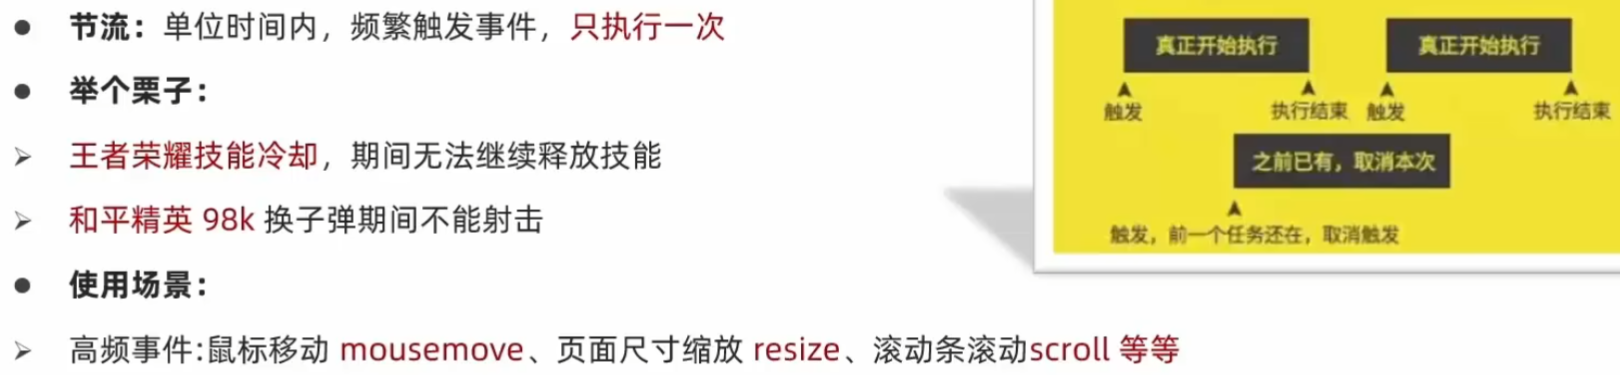 节流：单位时间内，频繁触发事件，只执行一次
举个栗子：
王者荣耀技能冷却，期间无法继续释放技能
和平精英 98k 换子弹期间不能射击
使用场景：
高频事件:鼠标移动 mousemove、页面尺寸缩放 resize、滚动条滚动scroll 等等
真正开始执行 真正开始执行
触发 执行结束 触发 执行结束
之前已有，取消本次
触发，前一个任务还在，取消触发